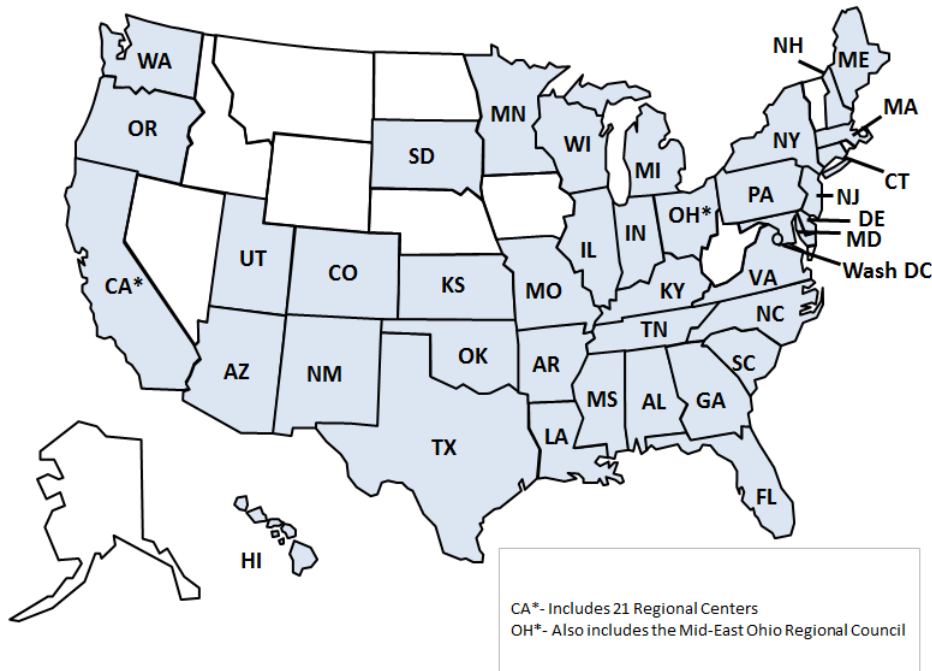 NH
ME
WA
MA
MN
OR
NY
WI
SD
MI
CT
PA
NJ
OH*
DE
IN
IL
MD
UT
CO
Wash DC
VA
CA*
KS
MO
KY
NC
TN
OK
AR
SC
AZ
NM
MS
AL
GA
LA
TX
FL
HI
CA*- Includes 21 Regional Centers
OH*- Also includes the Mid-East Ohio Regional Council